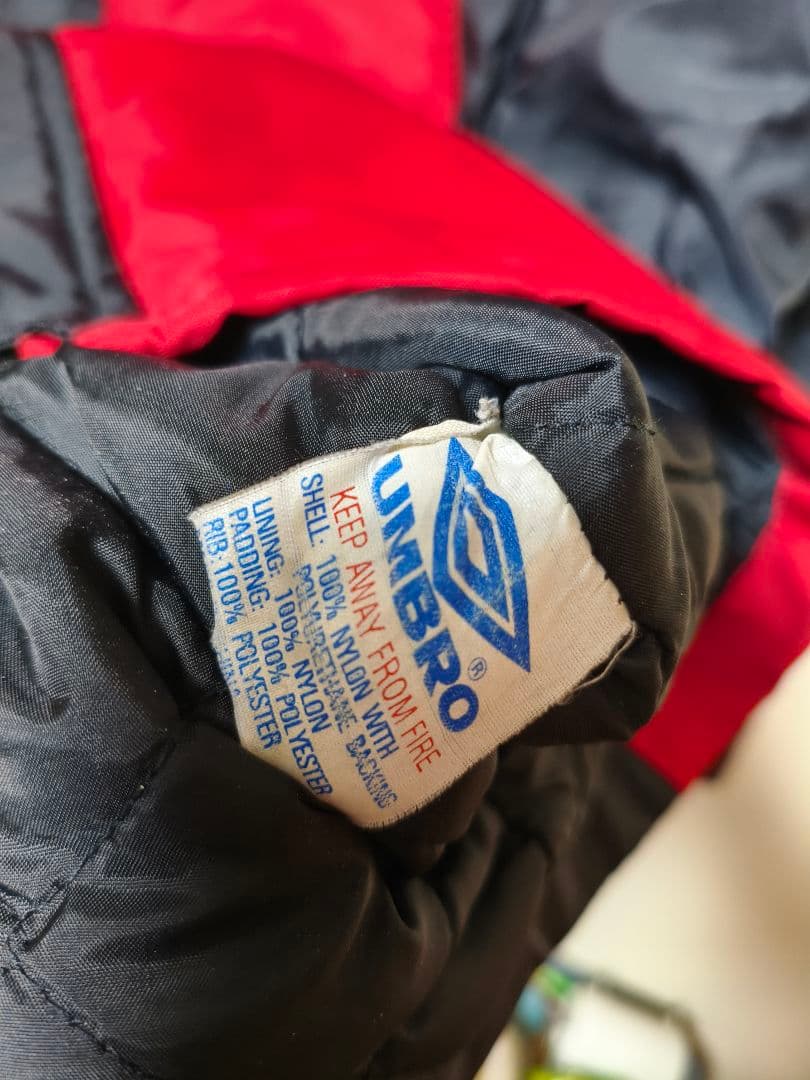 UMBRO®
KEEP AWAY FROM FIRE
SHELL: 100% NYLON WITH
POLYURETHANE BACKING
LINING: 100% NYLON
PADDING: 100% POLYESTER
RIB: 100% POLYESTER